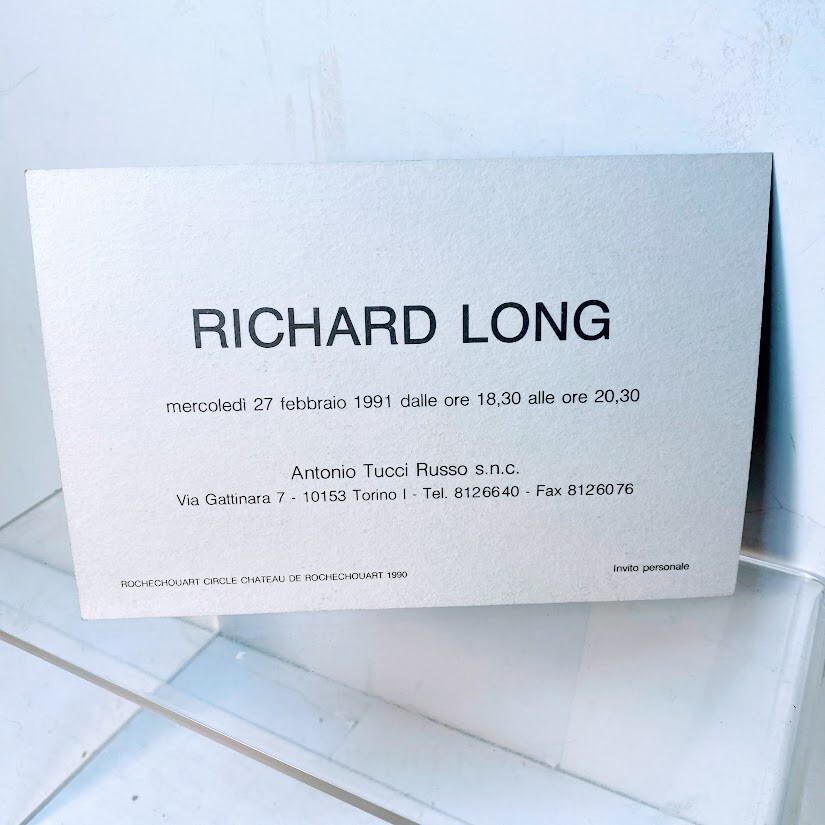 RICHARD LONG
mercoledì 27 febbraio 1991 dalle ore 18,30 alle ore 20,30
Antonio Tucci Russo s.n.c.
Via Gattinara 7 - 10153 Torino I - Tel. 8126640 - Fax 8126076
Invito personale
ROCHECHOUART CIRCLE CHATEAU DE ROCHECHOUART 1990